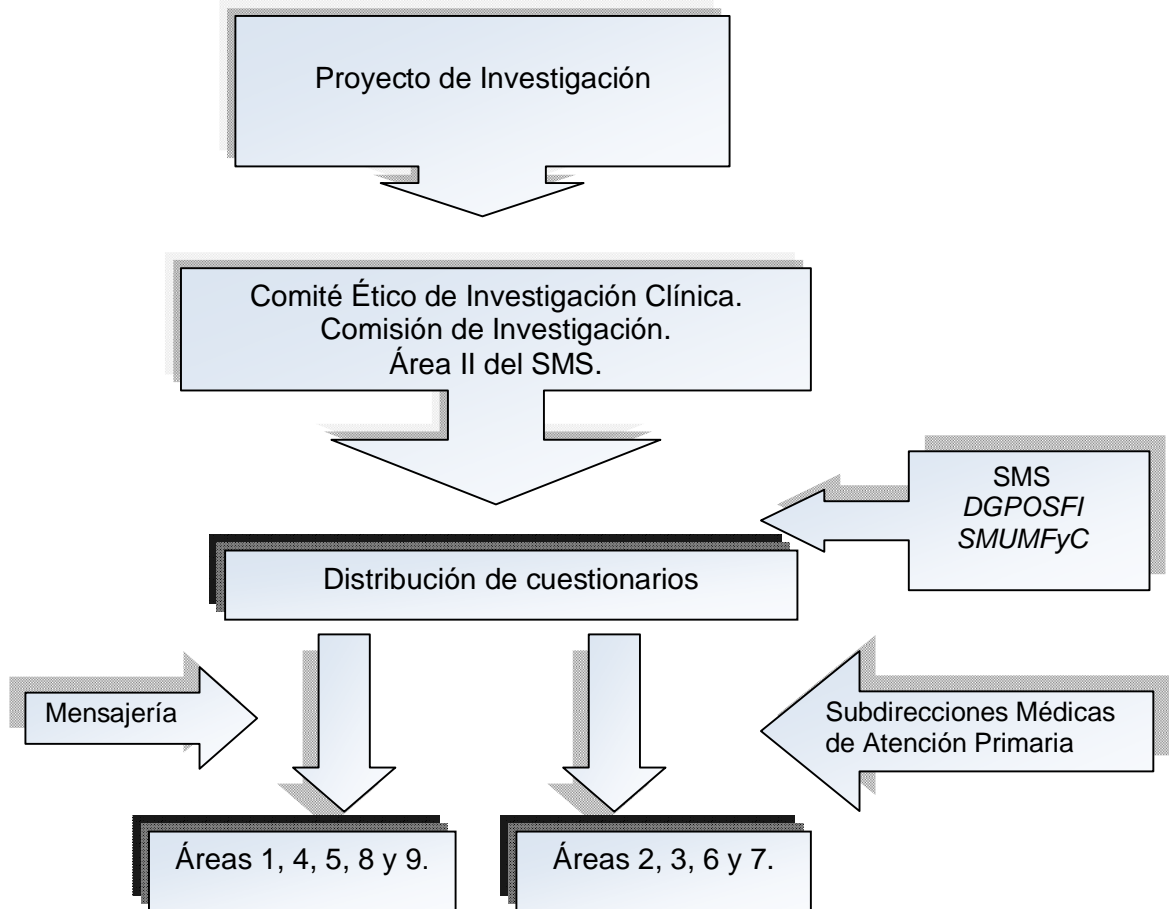 Proyecto de Investigación
Comité Ético de Investigación Clínica.
Comisión de Investigación.
Área II del SMS.
SMS
DGPOSFI
SMUMFyC
Distribución de cuestionarios
Mensajería
Subdirecciones Médicas
de Atención Primaria
Áreas 1, 4, 5, 8 y 9.
Áreas 2, 3, 6 y 7.